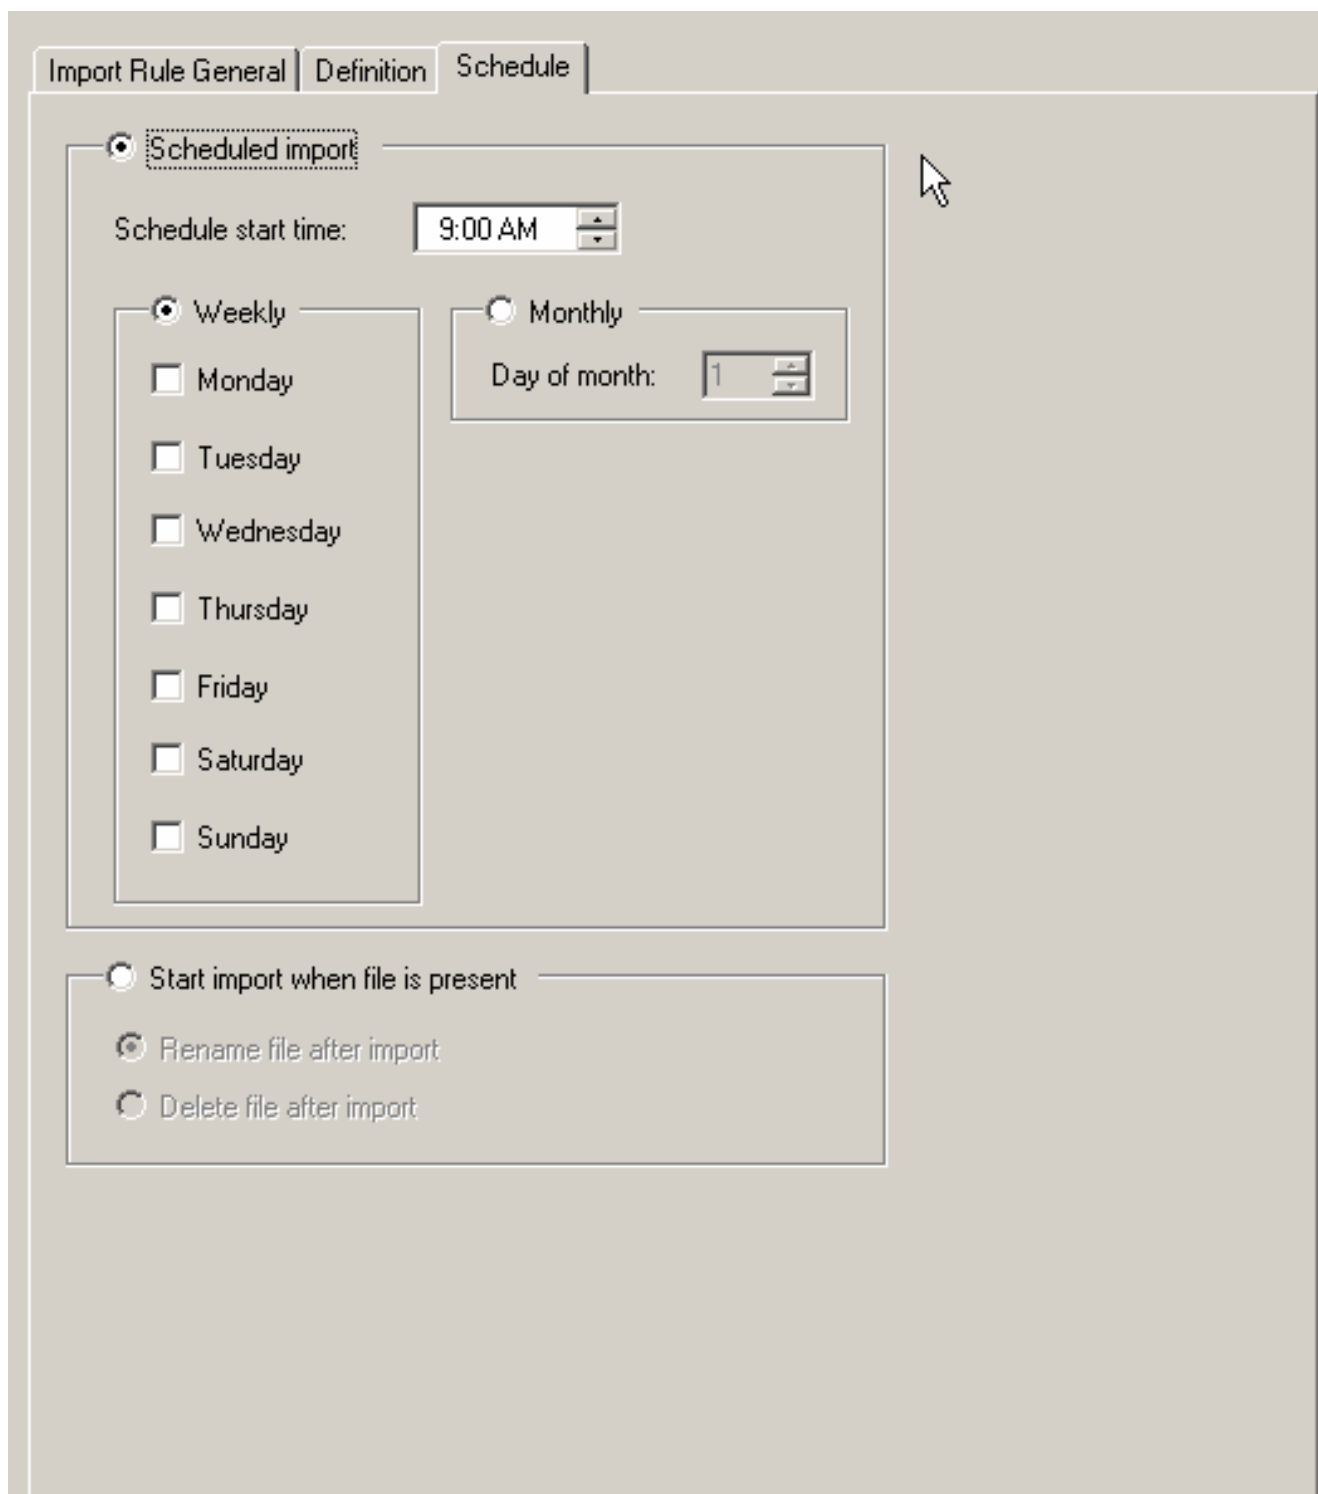 Import Rule General Definition Schedule
Scheduled import
Schedule start time: 9:00 AM
Weekly Monthly
Monday Day of month: 1
Tuesday
Wednesday
Thursday
Friday
Saturday
Sunday
Start import when file is present
Rename file after import
Delete file after import